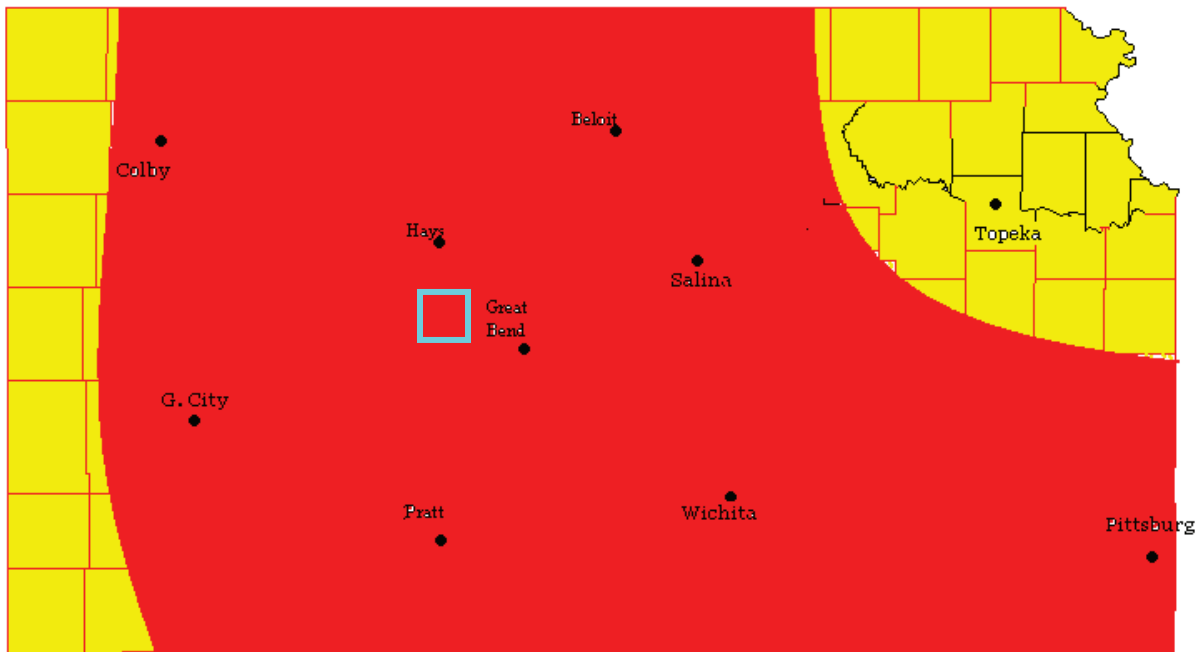 Beloit
Colby
Topeka
Hays
Salina
Great
Bend
G. City
Pratt
Wichita
Pittsburg